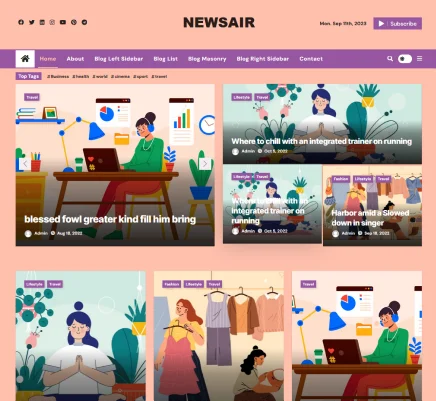 NEWSAIR
Mon. Sep 11th, 2023
Subscribe
Home About Blog Left Sidebar Blog List Blog Masonry Blog Right Sidebar Contact
Top Tags #Business #health #world #cinema #sport #travel
Travel
blessed fowl greater kind fill him bring
Admin Aug 18, 2022
Lifestyle Travel
Where to chill with an integrated trainer on running
Admin Oct 5, 2022
Lifestyle Travel
Where to chill with an
integrated trainer on
running
Admin Oct 5, 2022
Fashion Lifestyle Travel
Harbor amid a Slowed
down in singer
Admin Sep 18, 2022
Lifestyle Travel
Fashion Lifestyle Travel
Travel